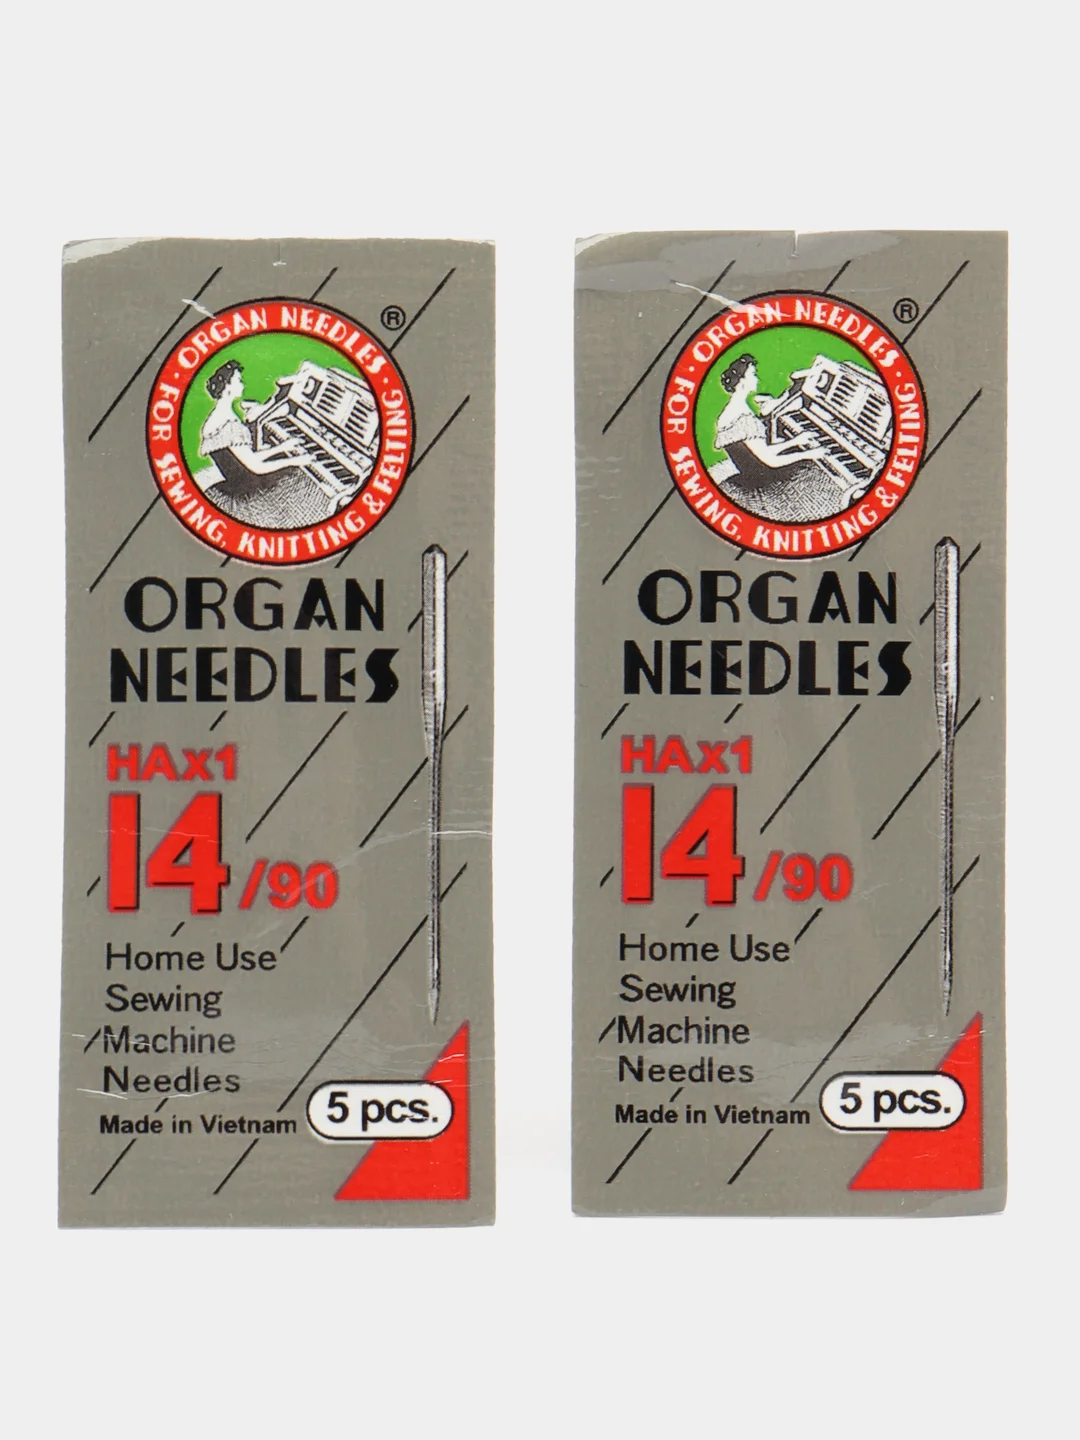 ORGAN NEEDLES · FOR SEWING, KNITTING & FELTING ·
®
ORGAN
NEEDLES
HAx1
14/90
Home Use
Sewing
Machine
Needles
Made in Vietnam
5 pcs.
ORGAN NEEDLES · FOR SEWING, KNITTING & FELTING ·
®
ORGAN
NEEDLES
HAx1
14/90
Home Use
Sewing
Machine
Needles
Made in Vietnam
5 pcs.